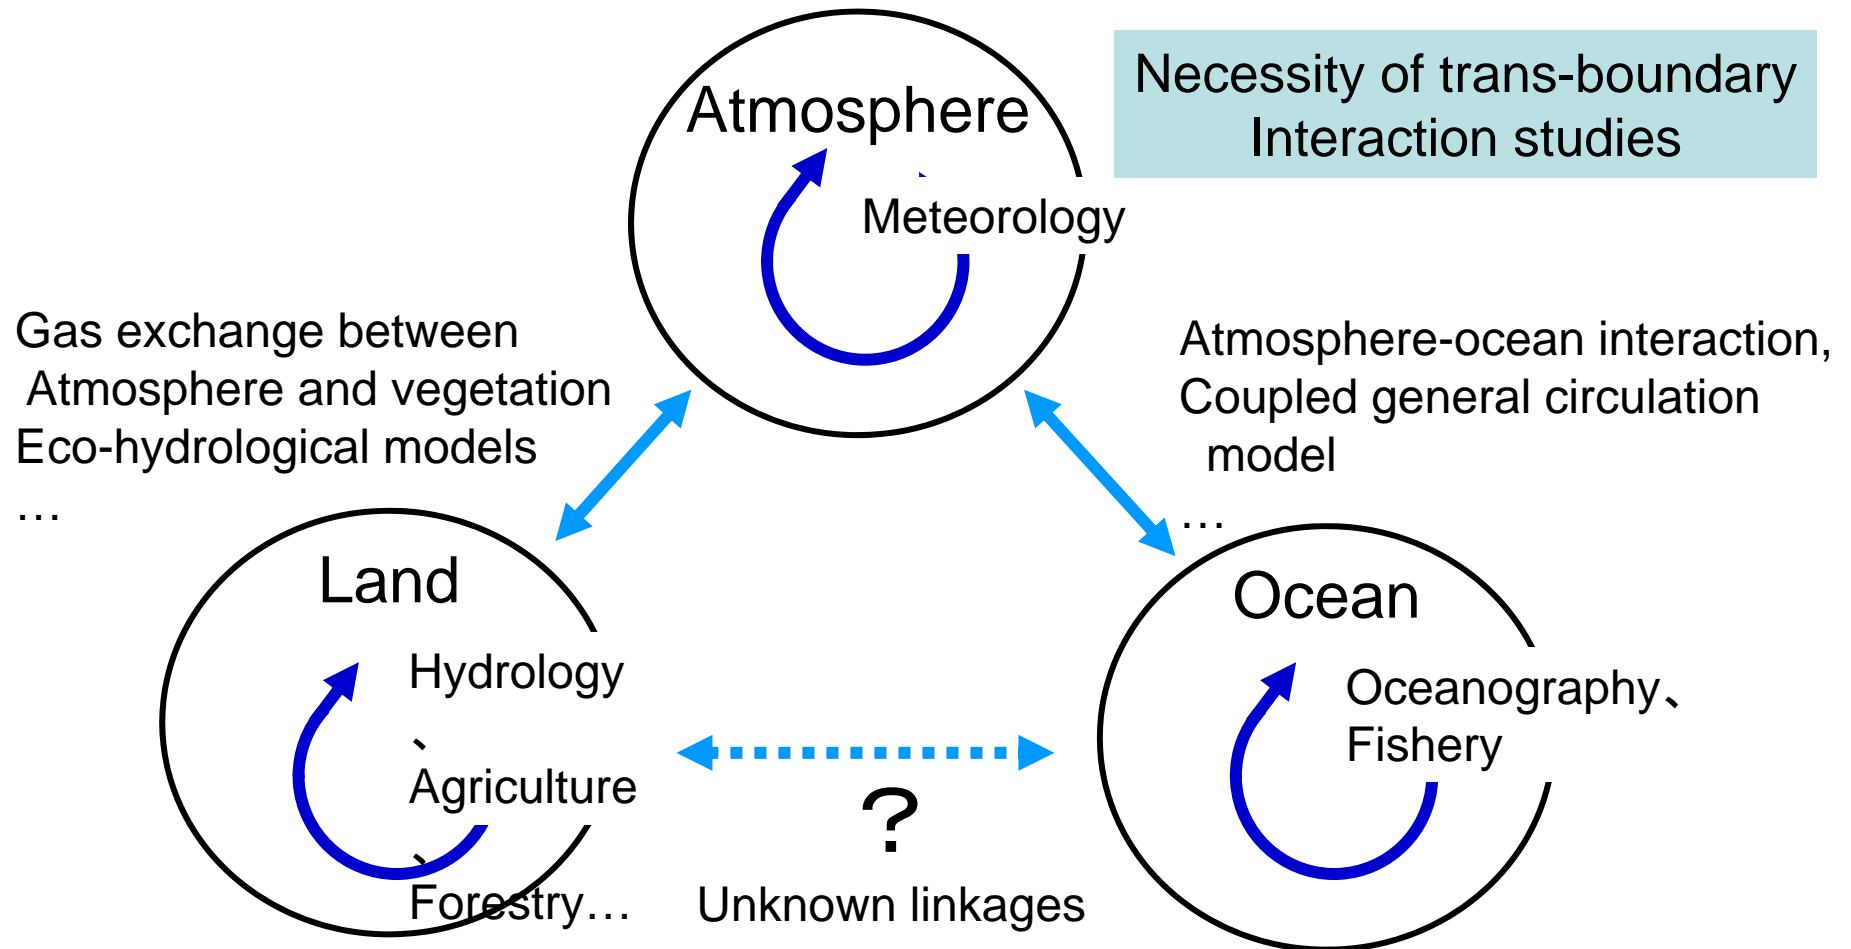 Necessity of trans-boundary
Interaction studies
Atmosphere
Meteorology
Gas exchange between
Atmosphere and vegetation
Eco-hydrological models
…
Atmosphere-ocean interaction,
Coupled general circulation
model
…
Land
Hydrology
、
Agriculture
、
Forestry…
Ocean
Oceanography、
Fishery
?
Unknown linkages